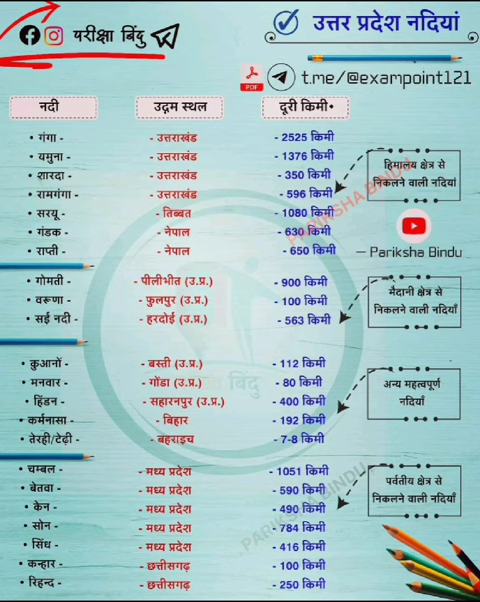 परीक्षा बिंदु
उत्तर प्रदेश नदियां
PDF
t.me/@exampoint121
नदी उद्गम स्थल दूरी किमी•
• गंगा - - उत्तराखंड - 2525 किमी
• यमुना - - उत्तराखंड - 1376 किमी
• शारदा - - उत्तराखंड - 350 किमी
• रामगंगा - - उत्तराखंड - 596 किमी
• सरयू - - तिब्बत - 1080 किमी
• गंडक - - नेपाल - 630 किमी
• राप्ती - - नेपाल - 650 किमी
हिमालय क्षेत्र से
निकलने वाली नदियां
PARIKSHA BINDU
– Pariksha Bindu
• गोमती - - पीलीभीत (उ.प्र.) - 900 किमी
• वरूणा - - फुलपुर (उ.प्र.) - 100 किमी
• सई नदी - - हरदोई (उ.प्र.) - 563 किमी
मैदानी क्षेत्र से
निकलने वाली नदियाँ
• कुआनों - - बस्ती (उ.प्र.) - 112 किमी
• मनवार - - गोंडा (उ.प्र.) - 80 किमी
• हिंडन - - सहारनपुर (उ.प्र.) - 400 किमी
• कर्मनासा - - बिहार - 192 किमी
• तेरही/टेढ़ी - - बहराइच - 7-8 किमी
अन्य महत्वपूर्ण
नदियाँ
बिंदु
• चम्बल - - मध्य प्रदेश - 1051 किमी
• बेतवा - - मध्य प्रदेश - 590 किमी
• केन - - मध्य प्रदेश - 490 किमी
• सोन - - मध्य प्रदेश - 784 किमी
• सिंध - - मध्य प्रदेश - 416 किमी
• कन्हार - - छत्तीसगढ़ - 100 किमी
• रिहन्द - - छत्तीसगढ़ - 250 किमी
पर्वतीय क्षेत्र से
निकलने वाली नदियाँ
PARIKSHA BINDU